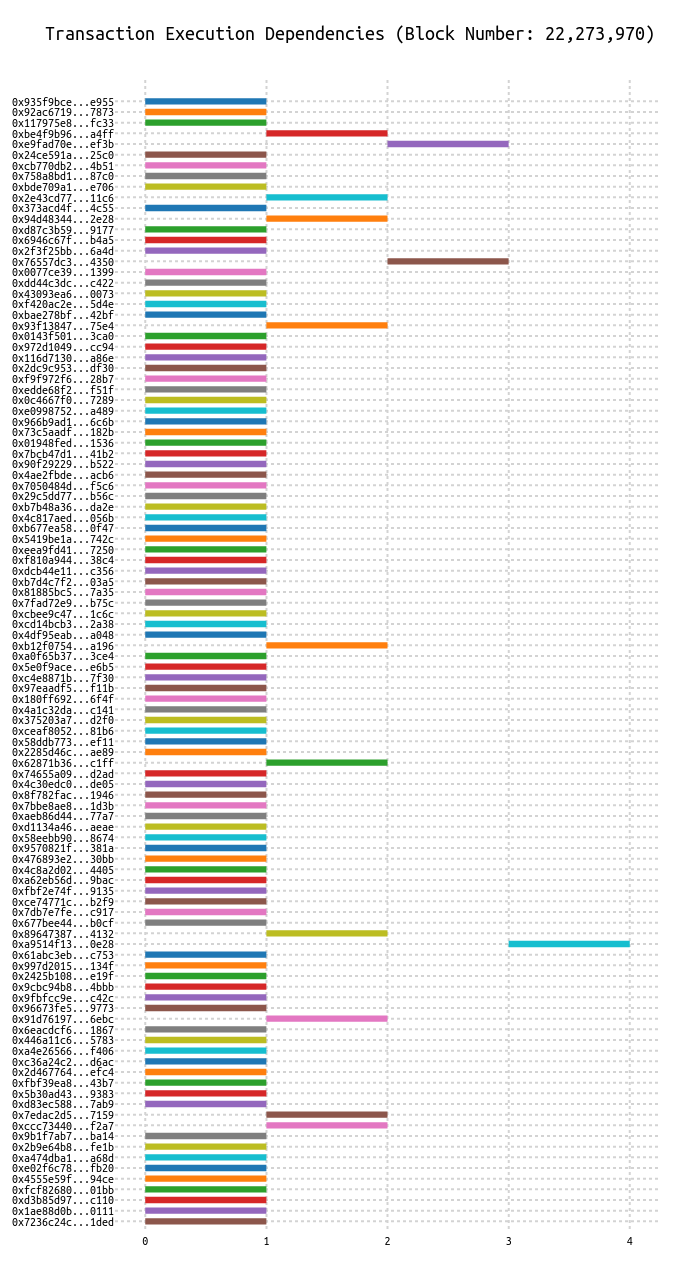 Transaction Execution Dependencies (Block Number: 22,273,970)
0x935f9bce...e955
0x92ac6719...7873
0x117975e8...fc33
0xbe4f9b96...a4ff
0xe9fad70e...ef3b
0x24ce591a...25c0
0xcb770db2...4b51
0x758a8bd1...87c0
0xbde709a1...e706
0x2e43cd77...11c6
0x373acd4f...4c55
0x94d48344...2e28
0xd87c3b59...9177
0x6946c67f...b4a5
0x2f3f25bb...6a4d
0x76557dc3...4350
0x0077ce39...1399
0xdd44c3dc...c422
0x43093ea6...0073
0xf420ac2e...5d4e
0xbae278bf...42bf
0x93f13847...75e4
0x0143f501...3ca0
0x972d1049...cc94
0x116d7130...a86e
0x2dc9c953...df30
0xf9f972f6...28b7
0xedde68f2...f51f
0x0c4667f0...7289
0xe0998752...a489
0x966b9ad1...6c6b
0x73c5aadf...182b
0x01948fed...1536
0x7bcb47d1...41b2
0x90f29229...b522
0x4ae2fbde...acb6
0x7050484d...f5c6
0x29c5dd77...b56c
0xb7b48a36...da2e
0x4c817aed...056b
0xb677ea58...0f47
0x5419be1a...742c
0xeea9fd41...7250
0xf810a944...38c4
0xdcb44e11...c356
0xb7d4c7f2...03a5
0x81885bc5...7a35
0x7fad72e9...b75c
0xcbee9c47...1c6c
0xcd14bcb3...2a38
0x4df95eab...a048
0xb12f0754...a196
0xa0f65b37...3ce4
0x5e0f9ace...e6b5
0xc4e8871b...7f30
0x97eaadf5...f11b
0x180ff692...6f4f
0x4a1c32da...c141
0x375203a7...d2f0
0xceaf8052...81b6
0x58ddb773...ef11
0x2285d46c...ae89
0x62871b36...c1ff
0x74655a09...d2ad
0x4c30edc0...de05
0x8f782fac...1946
0x7bbe8ae8...1d3b
0xaeb86d44...77a7
0xd1134a46...aeae
0x58eebb90...8674
0x9570821f...381a
0x476893e2...30bb
0x4c8a2d02...4405
0xa62eb56d...9bac
0xfbf2e74f...9135
0xce74771c...b2f9
0x7db7e7fe...c917
0x677bee44...b0cf
0x89647387...4132
0xa9514f13...0e28
0x61abc3eb...c753
0x997d2015...134f
0x2425b108...e19f
0x9cbc94b8...4bbb
0x9fbfcc9e...c42c
0x96673fe5...9773
0x91d76197...6ebc
0x6eacdcf6...1867
0x446a11c6...5783
0xa4e26566...f406
0xc36a24c2...d6ac
0x2d467764...efc4
0xfbf39ea8...43b7
0x5b30ad43...9383
0xd83ec588...7ab9
0x7edac2d5...7159
0xccc73440...f2a7
0x9b1f7ab7...ba14
0x2b9e64b8...fe1b
0xa474dba1...a68d
0xe02f6c78...fb20
0x4555e59f...94ce
0xfcf82680...01bb
0xd3b85d97...c110
0x1ae88d0b...0111
0x7236c24c...1ded
0 1 2 3 4